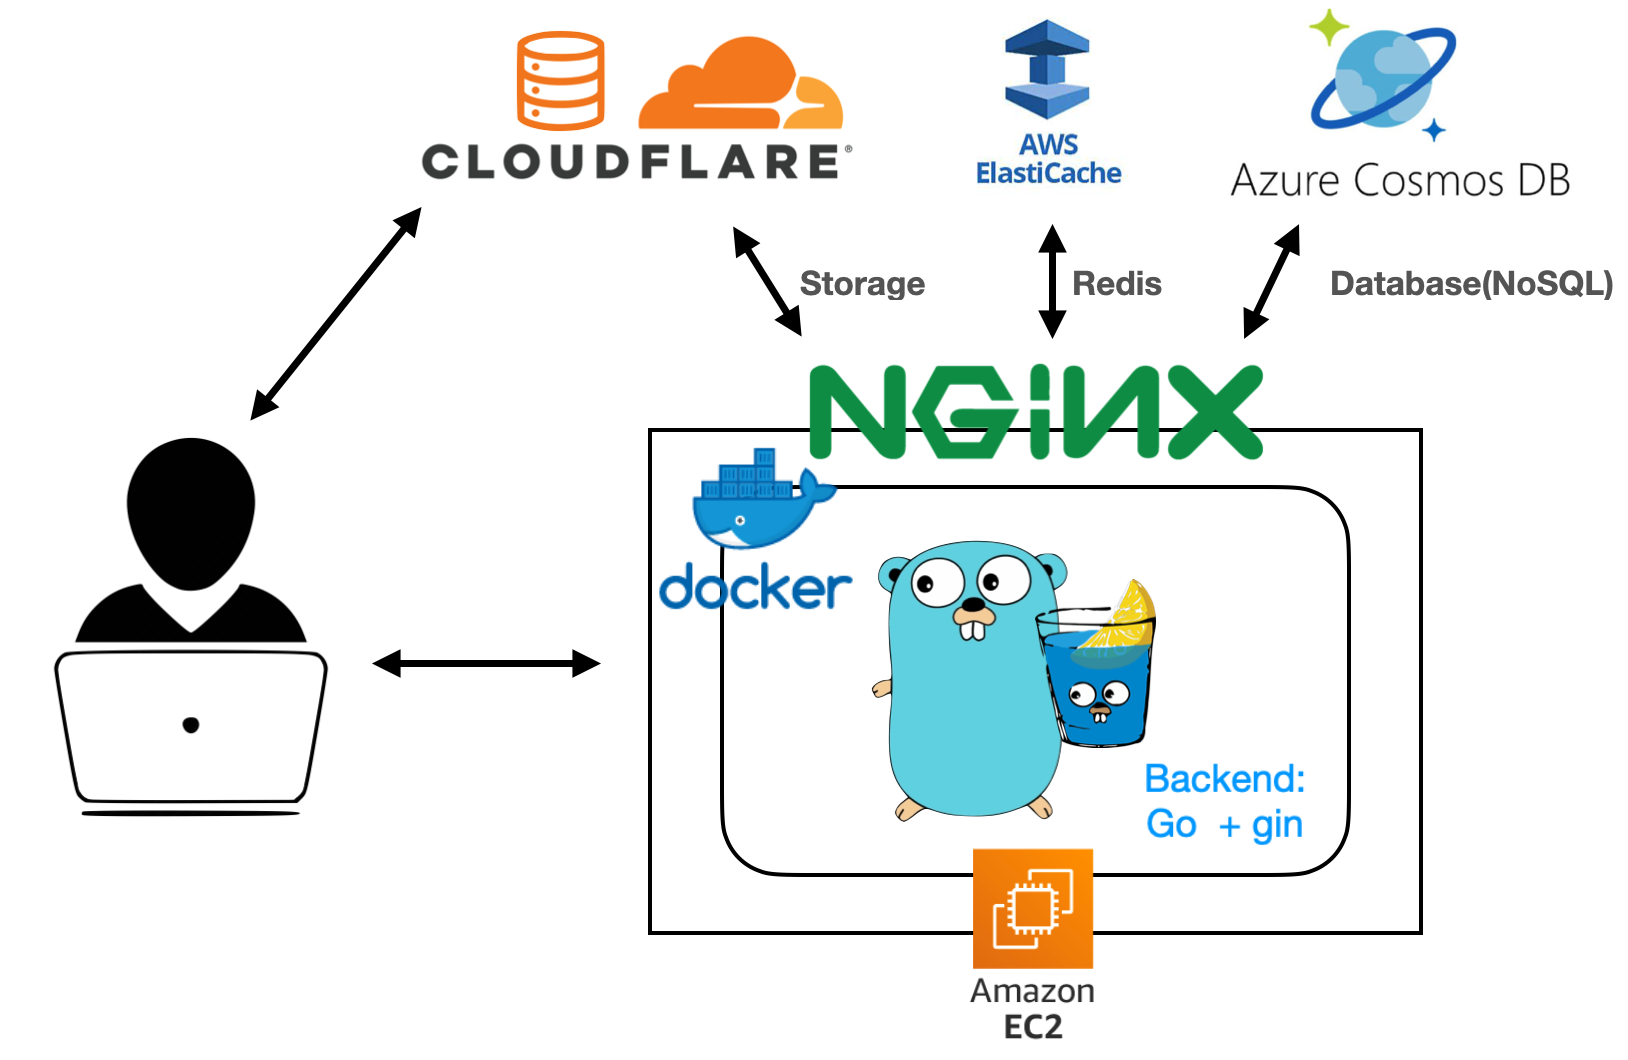 CLOUDFLARE®
AWS
ElastiCache
Azure Cosmos DB
Storage
Redis
Database(NoSQL)
NGiNX
docker
Backend:
Go + gin
Amazon
EC2